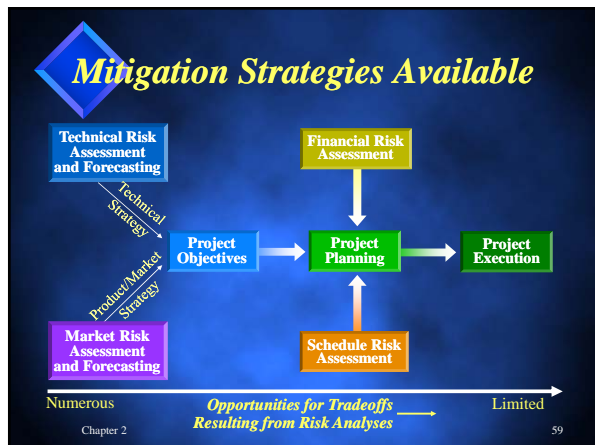 Mitigation Strategies Available
Technical Risk
Assessment
and Forecasting
Financial Risk
Assessment
Technical
Strategy
Project
Objectives
Project
Planning
Project
Execution
Product/Market
Strategy
Market Risk
Assessment
and Forecasting
Schedule Risk
Assessment
Numerous
Opportunities for Tradeoffs
Resulting from Risk Analyses
Limited
Chapter 2
59